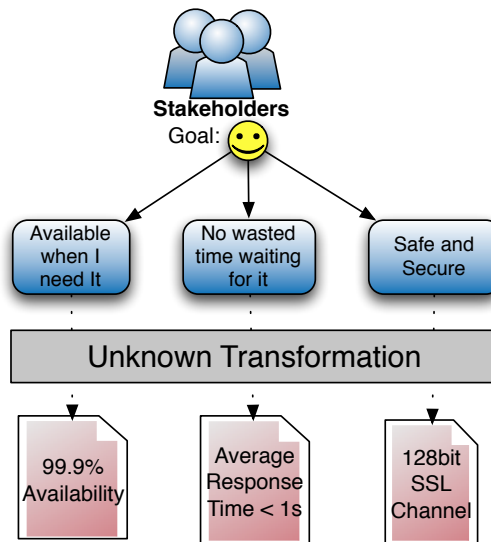 Stakeholders
Goal:
Available
when I
need It
No wasted
time waiting
for it
Safe and
Secure
Unknown Transformation
99.9%
Availability
Average
Response
Time < 1s
128bit
SSL
Channel